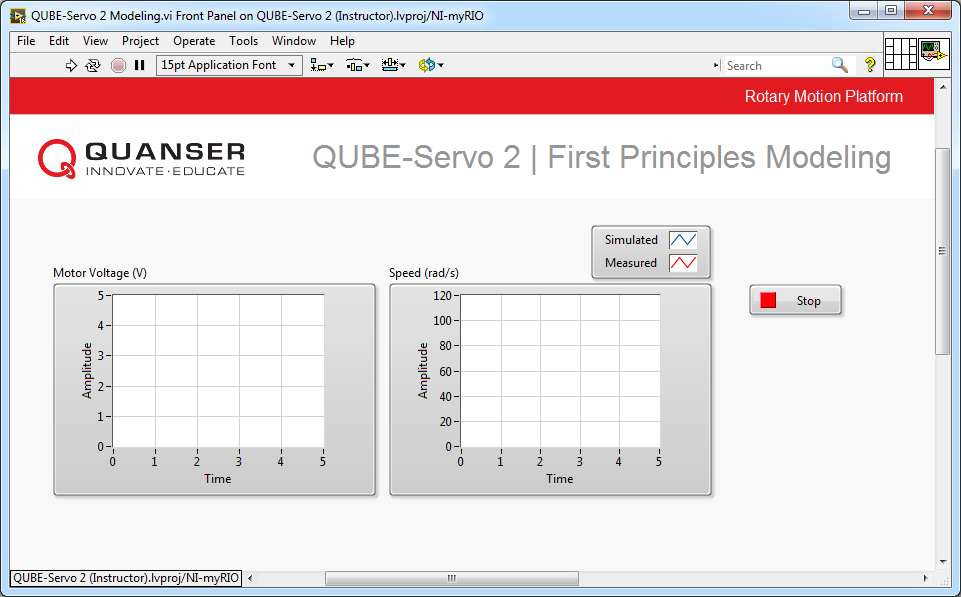 QUBE-Servo 2 Modeling.vi Front Panel on QUBE-Servo 2 (Instructor).lvproj/NI-myRIO
File Edit View Project Operate Tools Window Help
15pt Application Font
Search
?
Rotary Motion Platform
QUANSER
INNOVATE·EDUCATE
QUBE-Servo 2 | First Principles Modeling
Simulated
Measured
Motor Voltage (V)
5
4
3
2
1
0
Amplitude
0 1 2 3 4 5
Time
Speed (rad/s)
120
100
80
60
40
20
0
Amplitude
0 1 2 3 4 5
Time
Stop
QUBE-Servo 2 (Instructor).lvproj/NI-myRIO